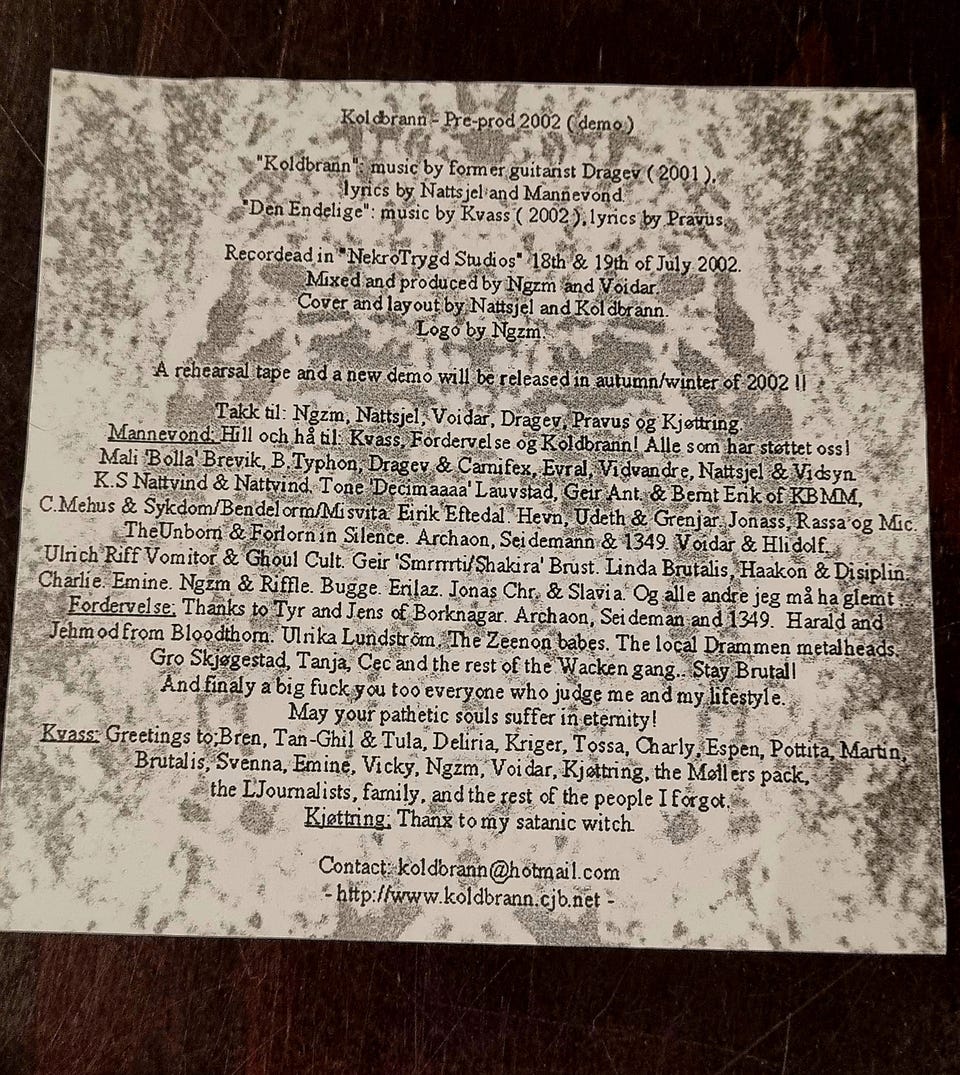 Koldbrann - Pre-prod 2002 ( demo )
"Koldbrann": music by former guitarist Dragev ( 2001 ),
lyrics by Nattsjel and Mannevond.
"Den Endelige": music by Kvass ( 2002 ), lyrics by Pravus.
Recordead in "NekroTrygd Studios" 18th & 19th of July 2002.
Mixed and produced by Ngzm and Voidar.
Cover and layout by Nattsjel and Koldbrann.
Logo by Ngzm.
A rehearsal tape and a new demo will be released in autumn/winter of 2002 !!
Takk til: Ngzm, Nattsjel, Voidar, Dragev, Pravus og Kjøttring.
Mannevond: Hill och hå til: Kvass, Fordervelse og Koldbrann! Alle som har støttet oss!
Mali 'Bolla' Brevik, B.Typhon, Dragev & Carnifex, Evral, Vidvandre, Nattsjel & Vidsyn.
K.S Nattvind & Nattvind. Tone 'Decimaaaa' Lauvstad, Geir Ant. & Bernt Erik of KBMM,
C.Mehus & Sykdom/Bendelorm/Misvita. Eirik Eftedal. Hevn, Udeth & Grenjar. Jonass, Rassa og Mic.
TheUnborn & Forlorn in Silence. Archaon, Seidemann & 1349. Voidar & Hlidolf.
Ulrich Riff Vomitor & Ghoul Cult. Geir 'Smrrrrti/Shakira' Brust. Linda Brutalis, Haakon & Disiplin.
Charlie. Emine. Ngzm & Riffle. Bugge. Erilaz. Jonas Chr. & Slavia. Og alle andre jeg må ha glemt ...
Fordervelse: Thanks to Tyr and Jens of Borknagar. Archaon, Seideman and 1349. Harald and
Jehmod from Bloodthorn. Ulrika Lundström. The Zeenon babes. The local Drammen metalheads.
Gro Skjøgestad, Tanja, Cec and the rest of the Wacken gang.. Stay Brutal!
And finaly a big fuck you too everyone who judge me and my lifestyle.
May your pathetic souls suffer in eternity!
Kvass: Greetings to;Bren, Tan-Ghil & Tula, Deliria, Kriger, Tossa, Charly, Espen, Pottita, Martin,
Brutalis, Svenna, Emine, Vicky, Ngzm, Voidar, Kjøttring, the Møllers pack,
the LJournalists, family, and the rest of the people I forgot.
Kjøttring: Thanx to my satanic witch.
Contact: koldbrann@hotmail.com
- http://www.koldbrann.cjb.net -